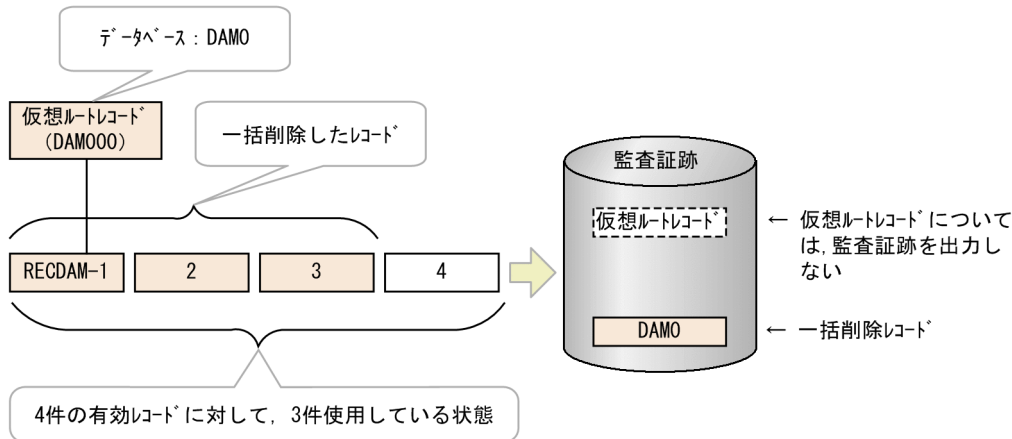 ﾃﾞｰﾀﾍﾞｰｽ：DAMO
仮想ﾙｰﾄﾚｺｰﾄﾞ
(DAMO00)
一括削除したﾚｺｰﾄﾞ
RECDAM-1
2
3
4
4件の有効ﾚｺｰﾄﾞに対して，3件使用している状態
監査証跡
仮想ﾙｰﾄﾚｺｰﾄﾞ
← 仮想ﾙｰﾄﾚｺｰﾄﾞについて
は，監査証跡を出力し
ない
DAMO
← 一括削除ﾚｺｰﾄﾞ